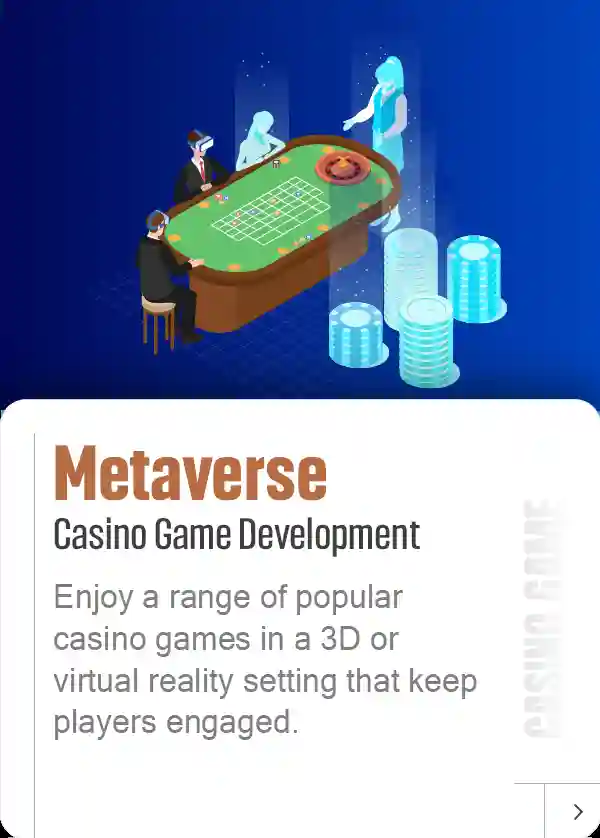 Metaverse
Casino Game Development
Enjoy a range of popular
casino games in a 3D or
virtual reality setting that keep
players engaged.
CASINO GAME